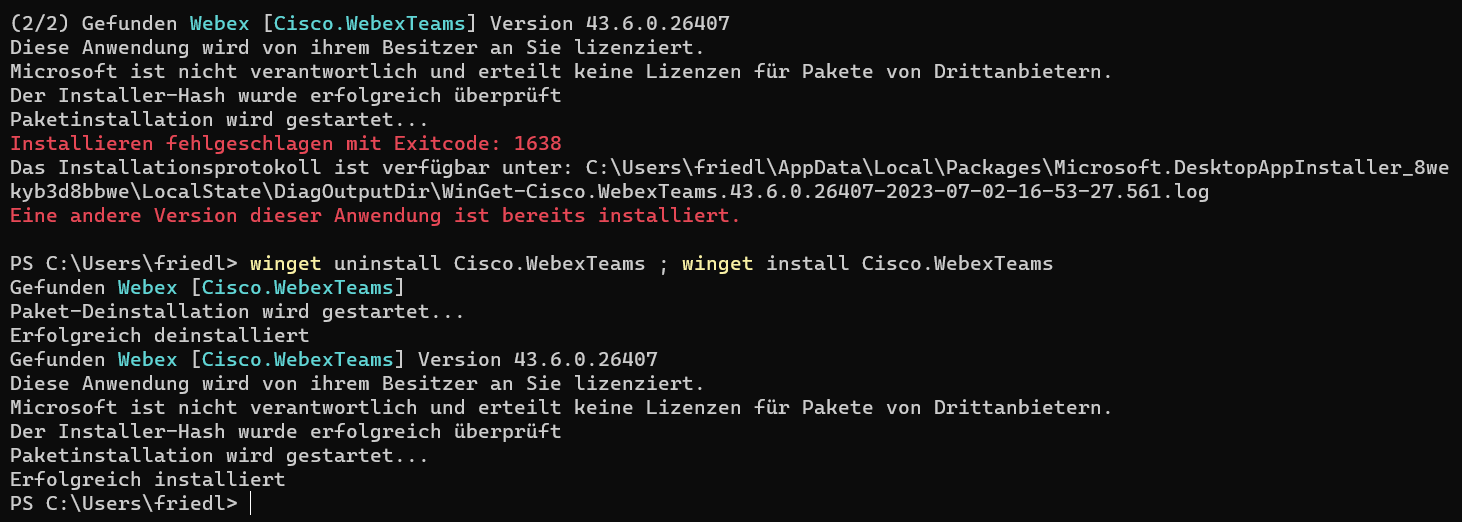 (2/2) Gefunden Webex [Cisco.WebexTeams] Version 43.6.0.26407
Diese Anwendung wird von ihrem Besitzer an Sie lizenziert.
Microsoft ist nicht verantwortlich und erteilt keine Lizenzen für Pakete von Drittanbietern.
Der Installer-Hash wurde erfolgreich überprüft
Paketinstallation wird gestartet...
Installieren fehlgeschlagen mit Exitcode: 1638
Das Installationsprotokoll ist verfügbar unter: C:\Users\friedl\AppData\Local\Packages\Microsoft.DesktopAppInstaller_8we
kyb3d8bbwe\LocalState\DiagOutputDir\WinGet-Cisco.WebexTeams.43.6.0.26407-2023-07-02-16-53-27.561.log
Eine andere Version dieser Anwendung ist bereits installiert.
PS C:\Users\friedl> winget uninstall Cisco.WebexTeams ; winget install Cisco.WebexTeams
Gefunden Webex [Cisco.WebexTeams]
Paket-Deinstallation wird gestartet...
Erfolgreich deinstalliert
Gefunden Webex [Cisco.WebexTeams] Version 43.6.0.26407
Diese Anwendung wird von ihrem Besitzer an Sie lizenziert.
Microsoft ist nicht verantwortlich und erteilt keine Lizenzen für Pakete von Drittanbietern.
Der Installer-Hash wurde erfolgreich überprüft
Paketinstallation wird gestartet...
Erfolgreich installiert
PS C:\Users\friedl>